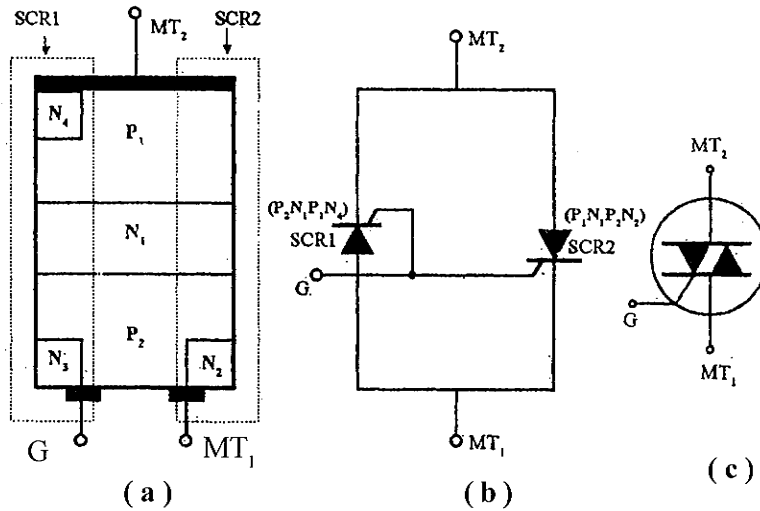 SCR1
MT2
SCR2
N4
P1
N1
P2
N3
N2
G
MT1
( a )
MT2
(P2N1P1N4)
SCR1
(P1N1P2N2)
SCR2
G
MT1
( b )
MT2
G
MT1
( c )